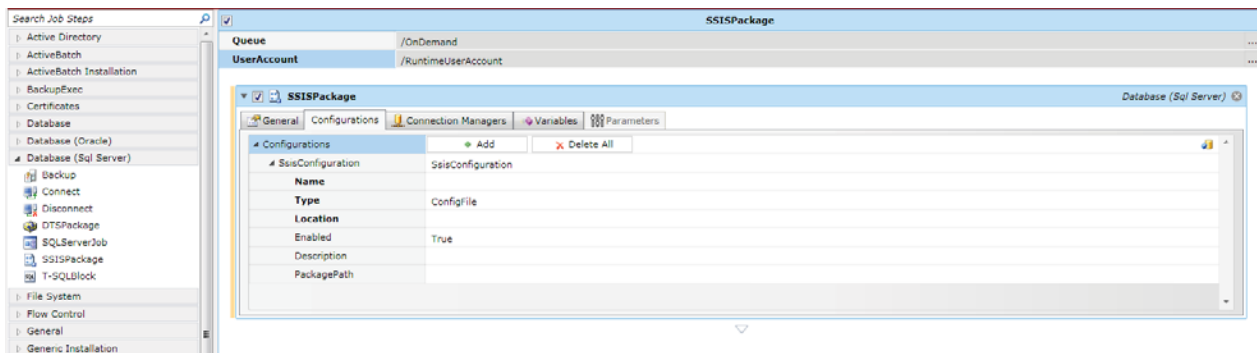 Search Job Steps
Active Directory
ActiveBatch
ActiveBatch Installation
BackupExec
Certificates
Database
Database (Oracle)
Database (Sql Server)
Backup
Connect
Disconnect
DTSPackage
SQLServerJob
SSISPackage
T-SQLBlock
File System
Flow Control
General
Generic Installation
SSISPackage
Queue /OnDemand ...
UserAccount /RuntimeUserAccount ...
SSISPackage Database (Sql Server)
General Configurations Connection Managers Variables Parameters
Configurations Add Delete All
SsisConfiguration SsisConfiguration
Name
Type ConfigFile
Location
Enabled True
Description
PackagePath